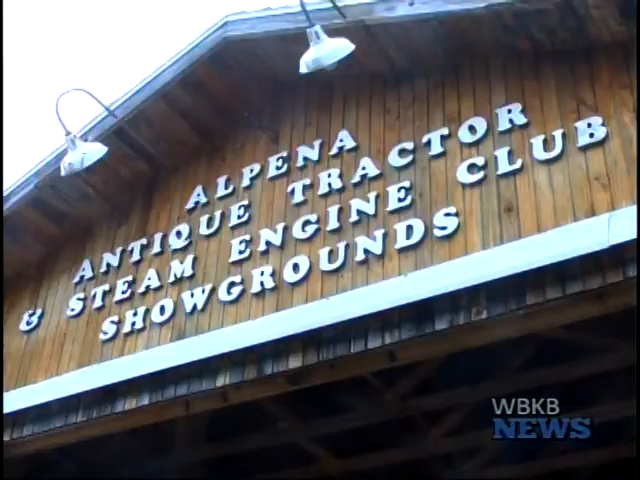 ALPENA
ANTIQUE TRACTOR
& STEAM ENGINE CLUB
SHOWGROUNDS
WBKB
NEWS